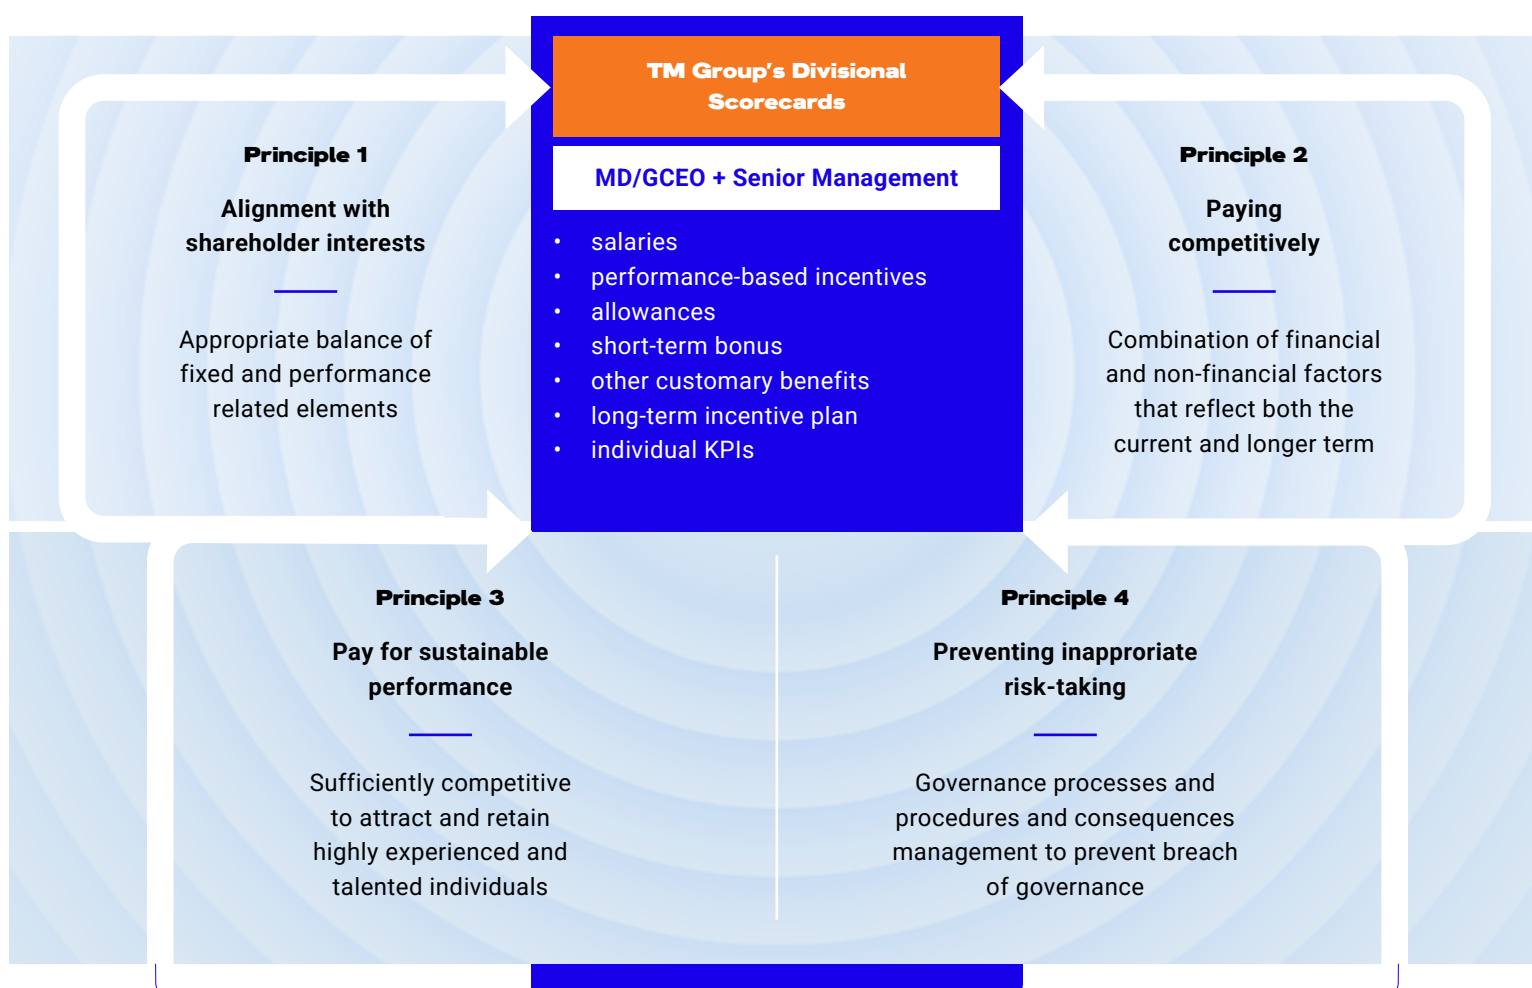 TM Group's Divisional
Scorecards
MD/GCEO + Senior Management
• salaries
• performance-based incentives
• allowances
• short-term bonus
• other customary benefits
• long-term incentive plan
• individual KPIs
Principle 1
Alignment with
shareholder interests
Appropriate balance of
fixed and performance
related elements
Principle 2
Paying
competitively
Combination of financial
and non-financial factors
that reflect both the
current and longer term
Principle 3
Pay for sustainable
performance
Sufficiently competitive
to attract and retain
highly experienced and
talented individuals
Principle 4
Preventing inapproriate
risk-taking
Governance processes and
procedures and consequences
management to prevent breach
of governance